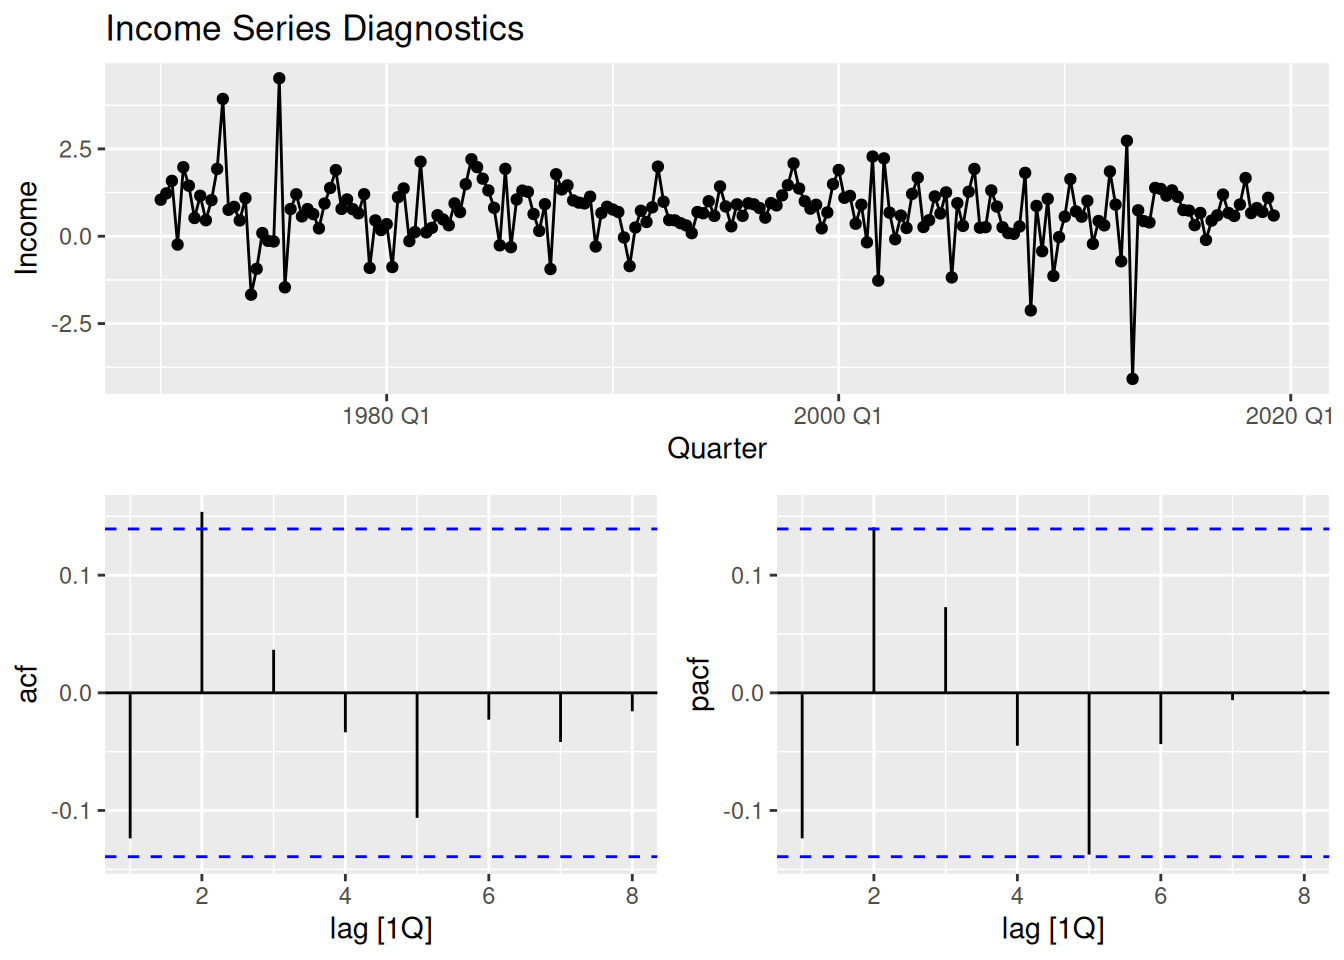 Income Series Diagnostics
Income
2.5
0.0
-2.5
1980 Q1
2000 Q1
2020 Q1
Quarter
acf
0.1
0.0
-0.1
2
4
6
8
lag [1Q]
pacf
0.1
0.0
-0.1
2
4
6
8
lag [1Q]